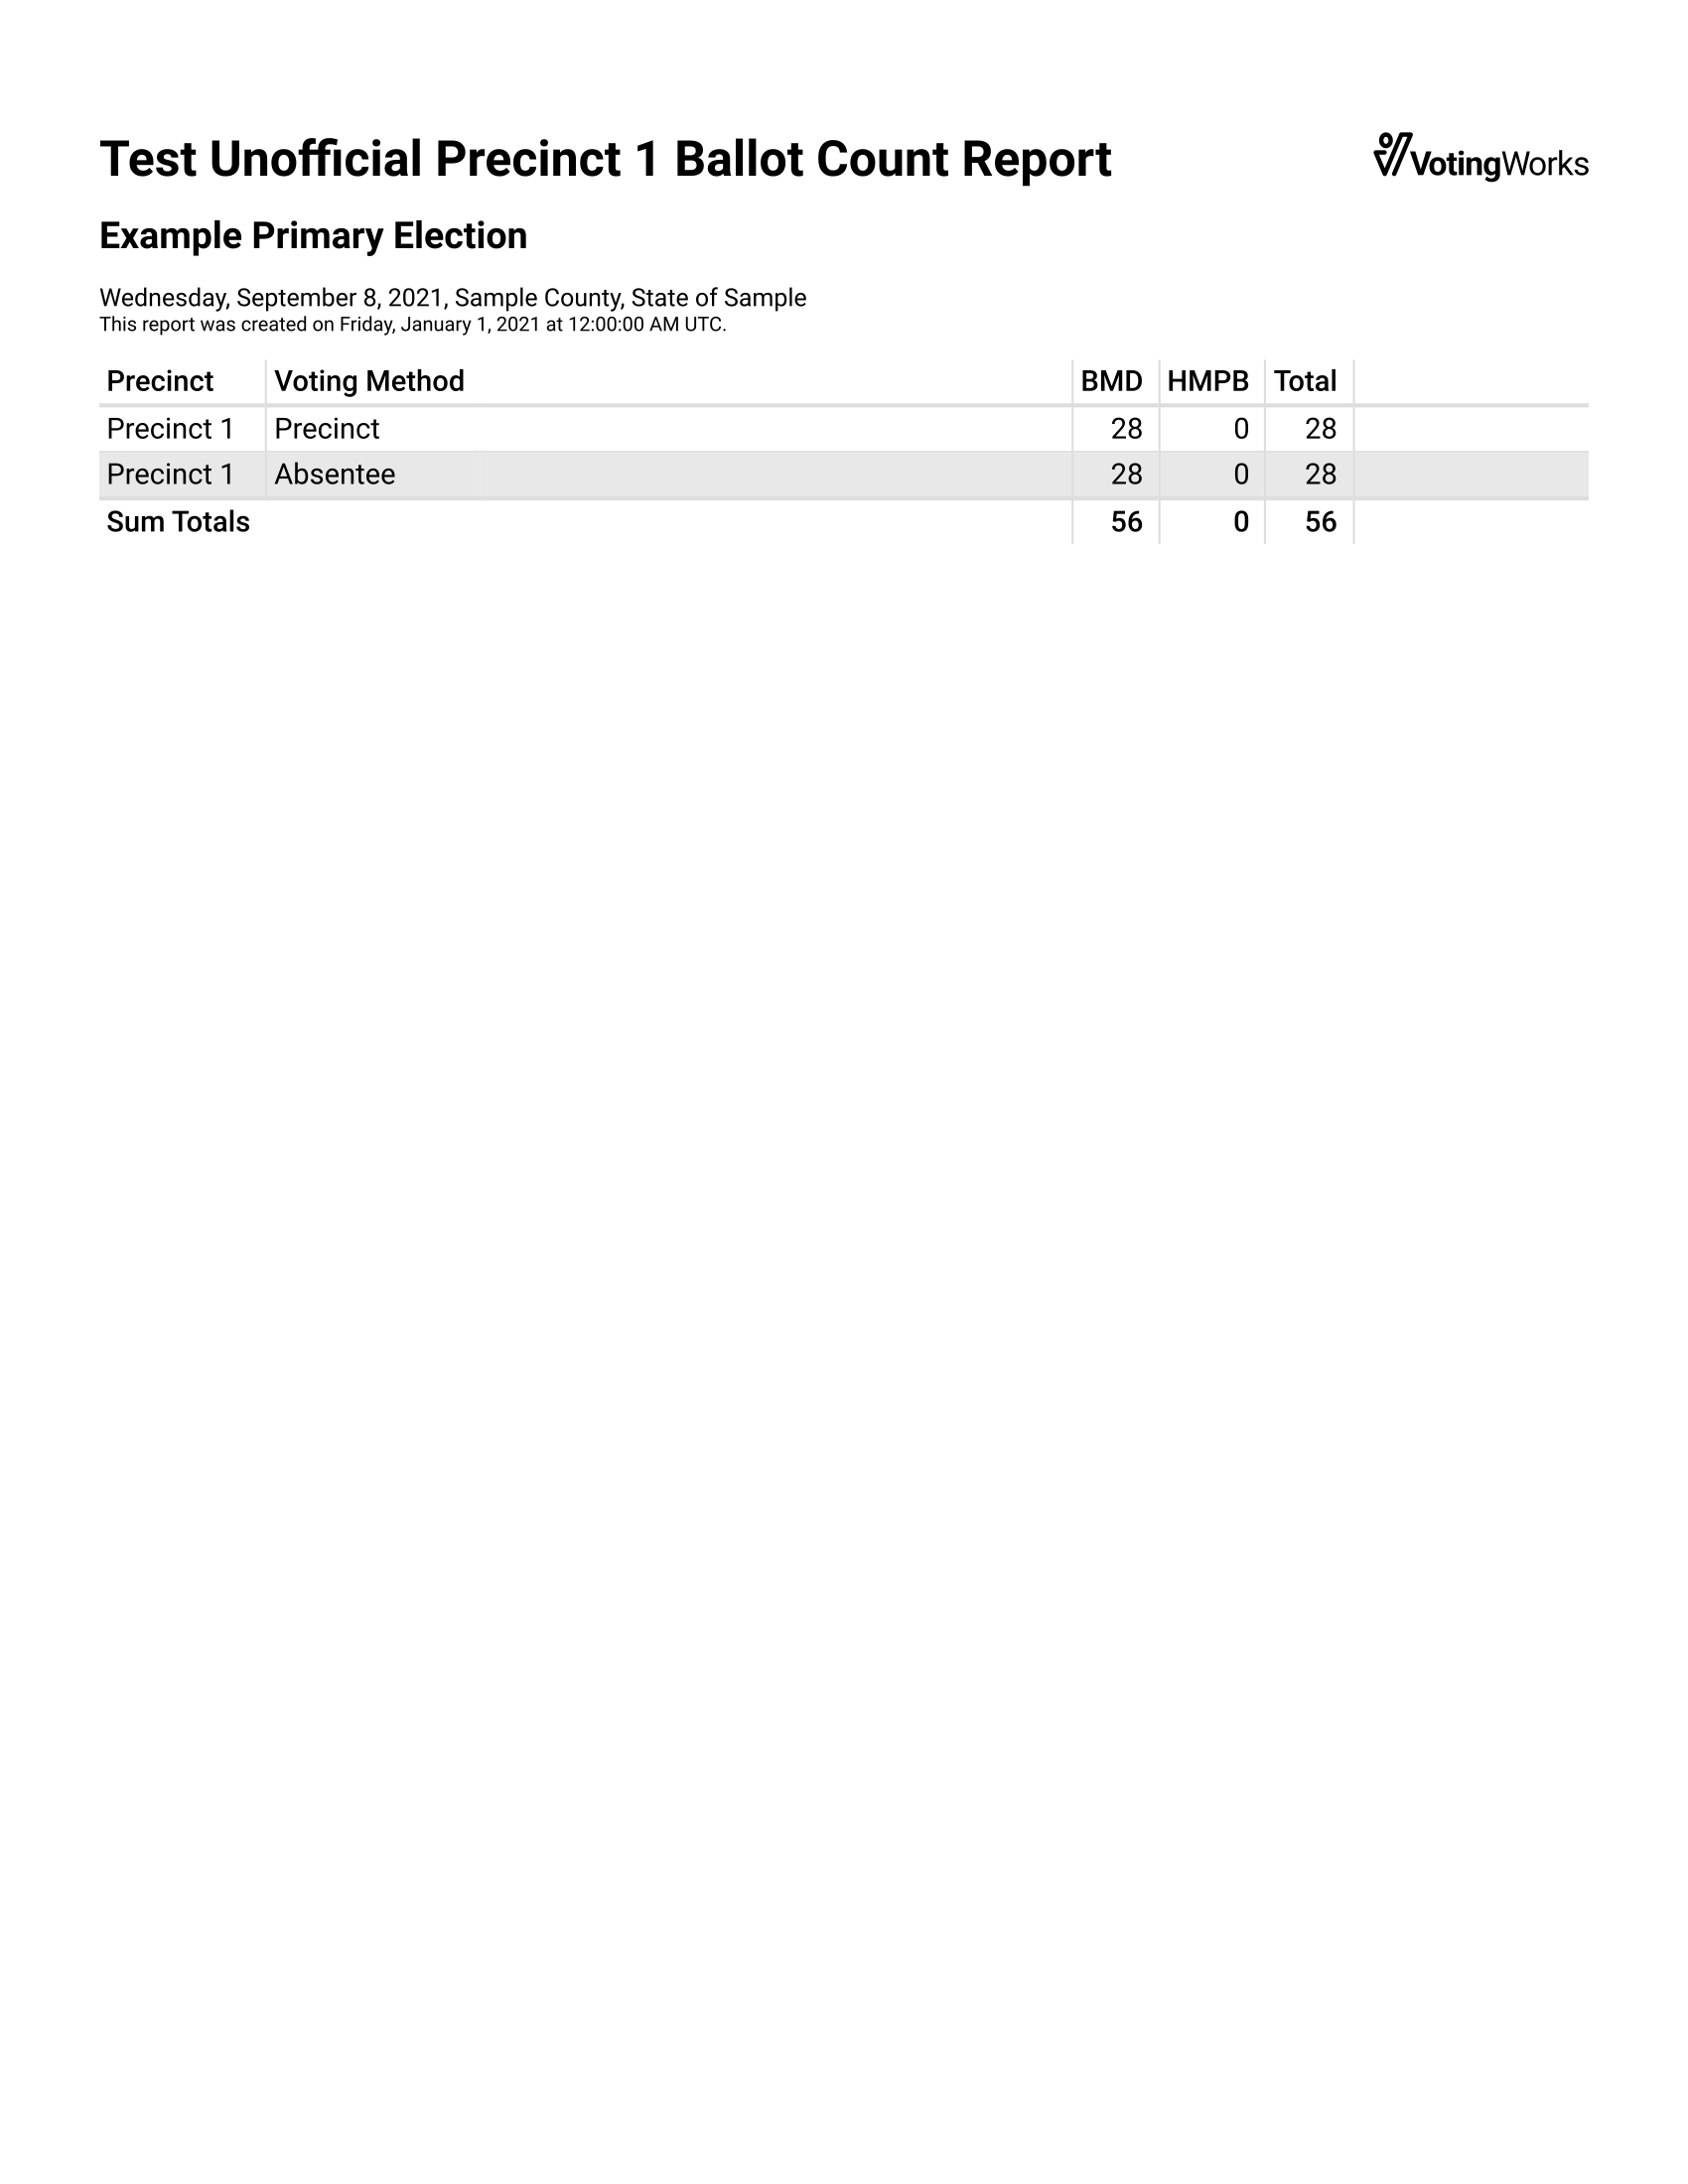 Test Unofficial Precinct 1 Ballot Count Report
VotingWorks
Example Primary Election
Wednesday, September 8, 2021, Sample County, State of Sample
This report was created on Friday, January 1, 2021 at 12:00:00 AM UTC.
Precinct Voting Method BMD HMPB Total
Precinct 1 Precinct 28 0 28
Precinct 1 Absentee 28 0 28
Sum Totals 56 0 56